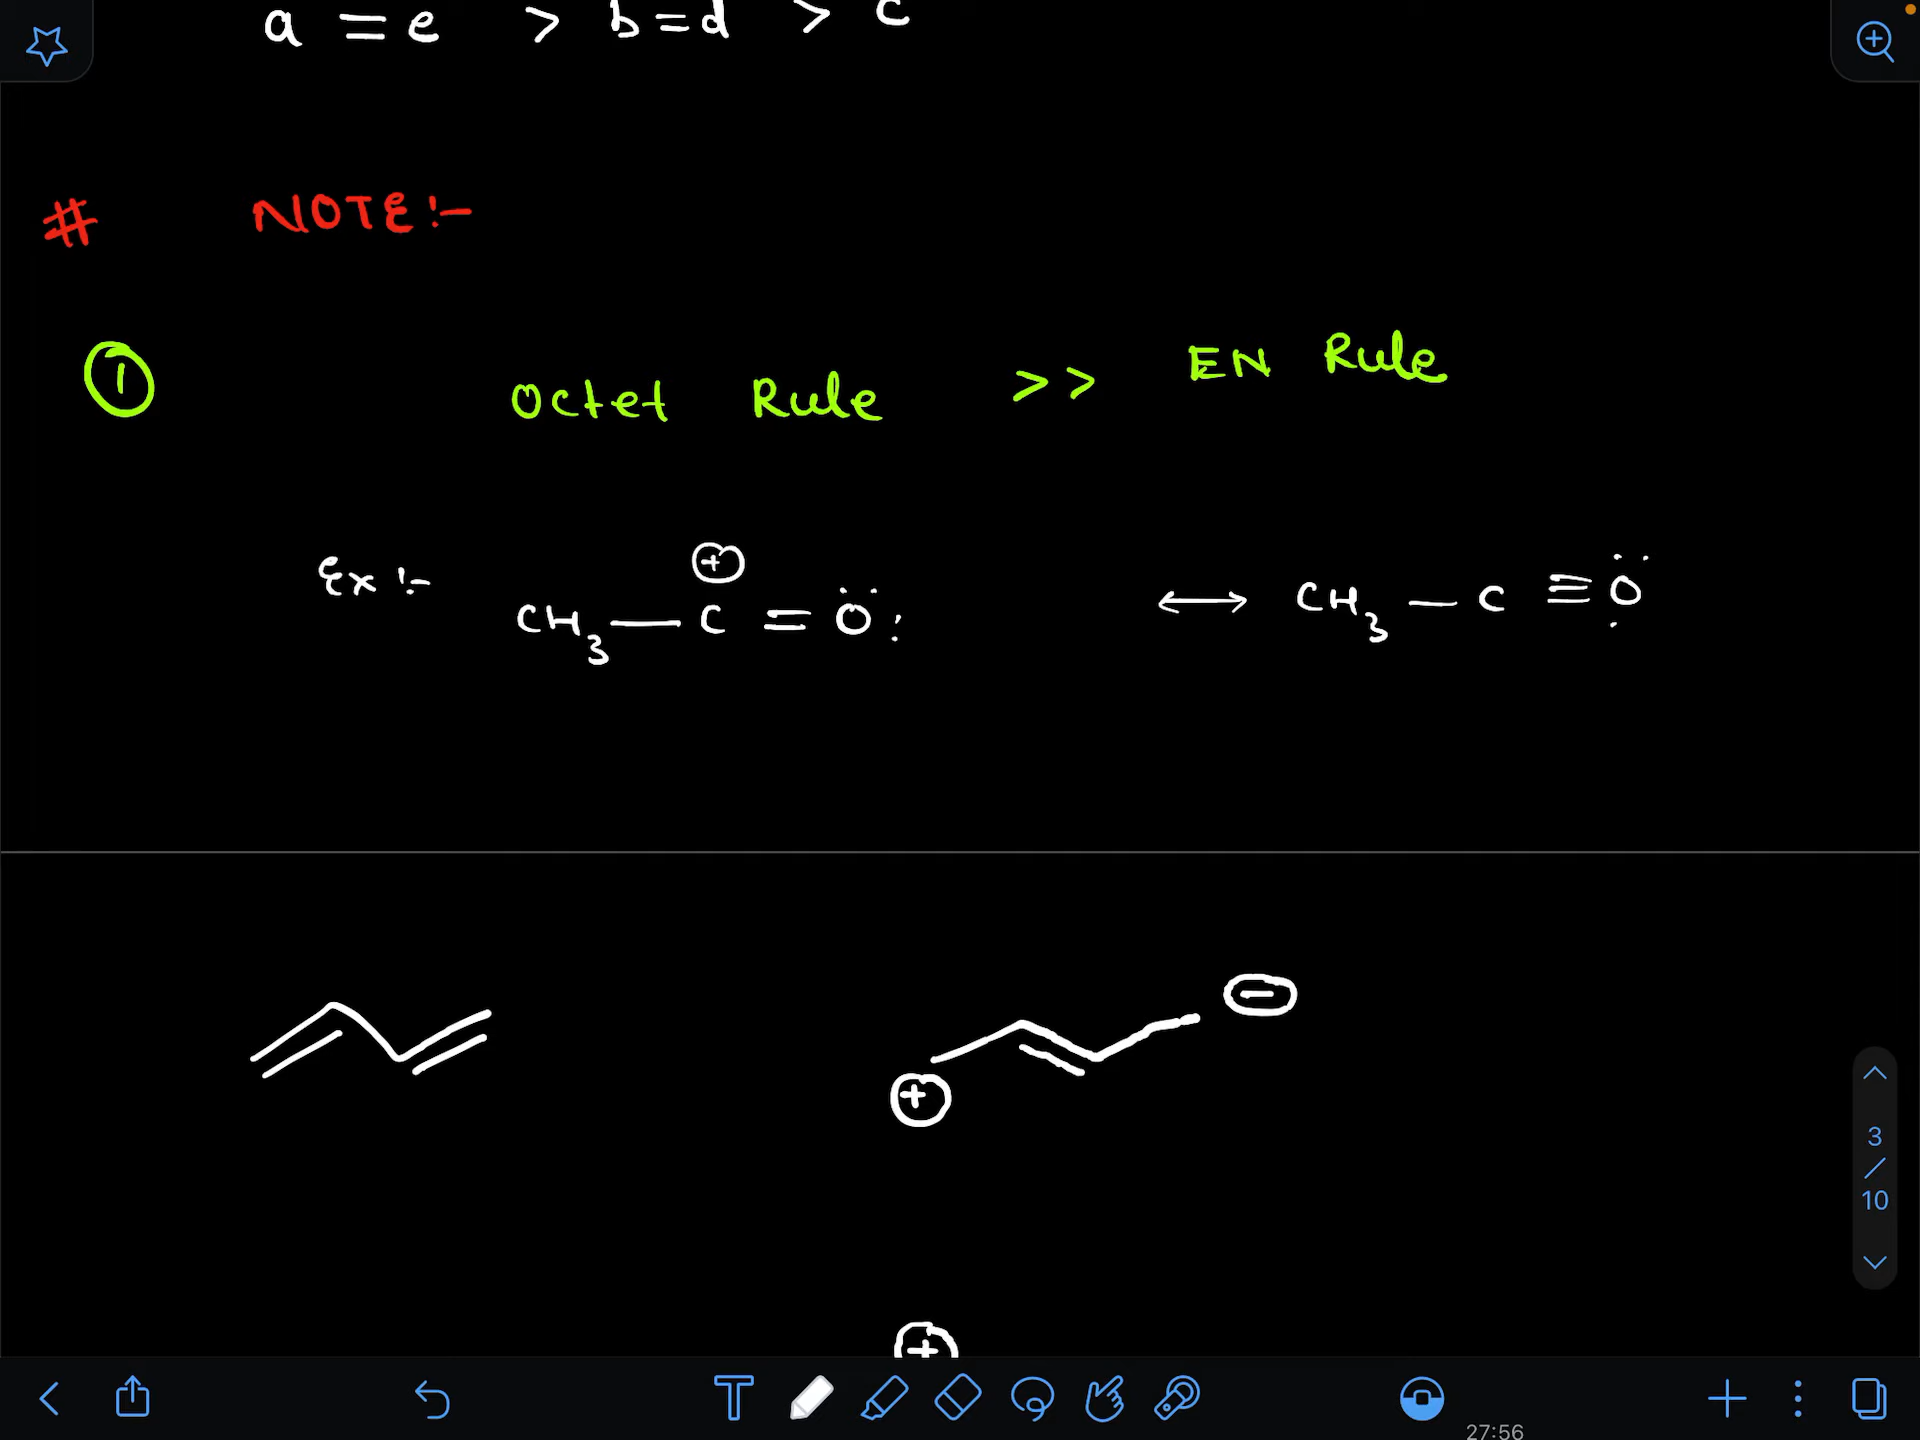 a = e > b = d > c
# NOTE :-
① Octet Rule >> EN Rule
Ex :- CH₃—C⊕=Ö: ⟷ CH₃—C≡Ö
⊕ ⊖
3
/
10
⊕
T
27:56